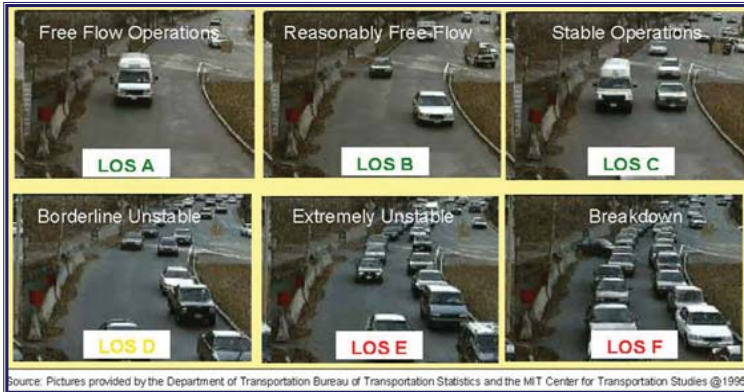 Free Flow Operations
Reasonably Free-Flow
Stable Operations
LOS A
LOS B
LOS C
Borderline Unstable
Extremely Unstable
Breakdown
LOS D
LOS E
LOS F
Source: Pictures provided by the Department of Transportation Bureau of Transportation Statistics and the MIT Center for Transportation Studies @